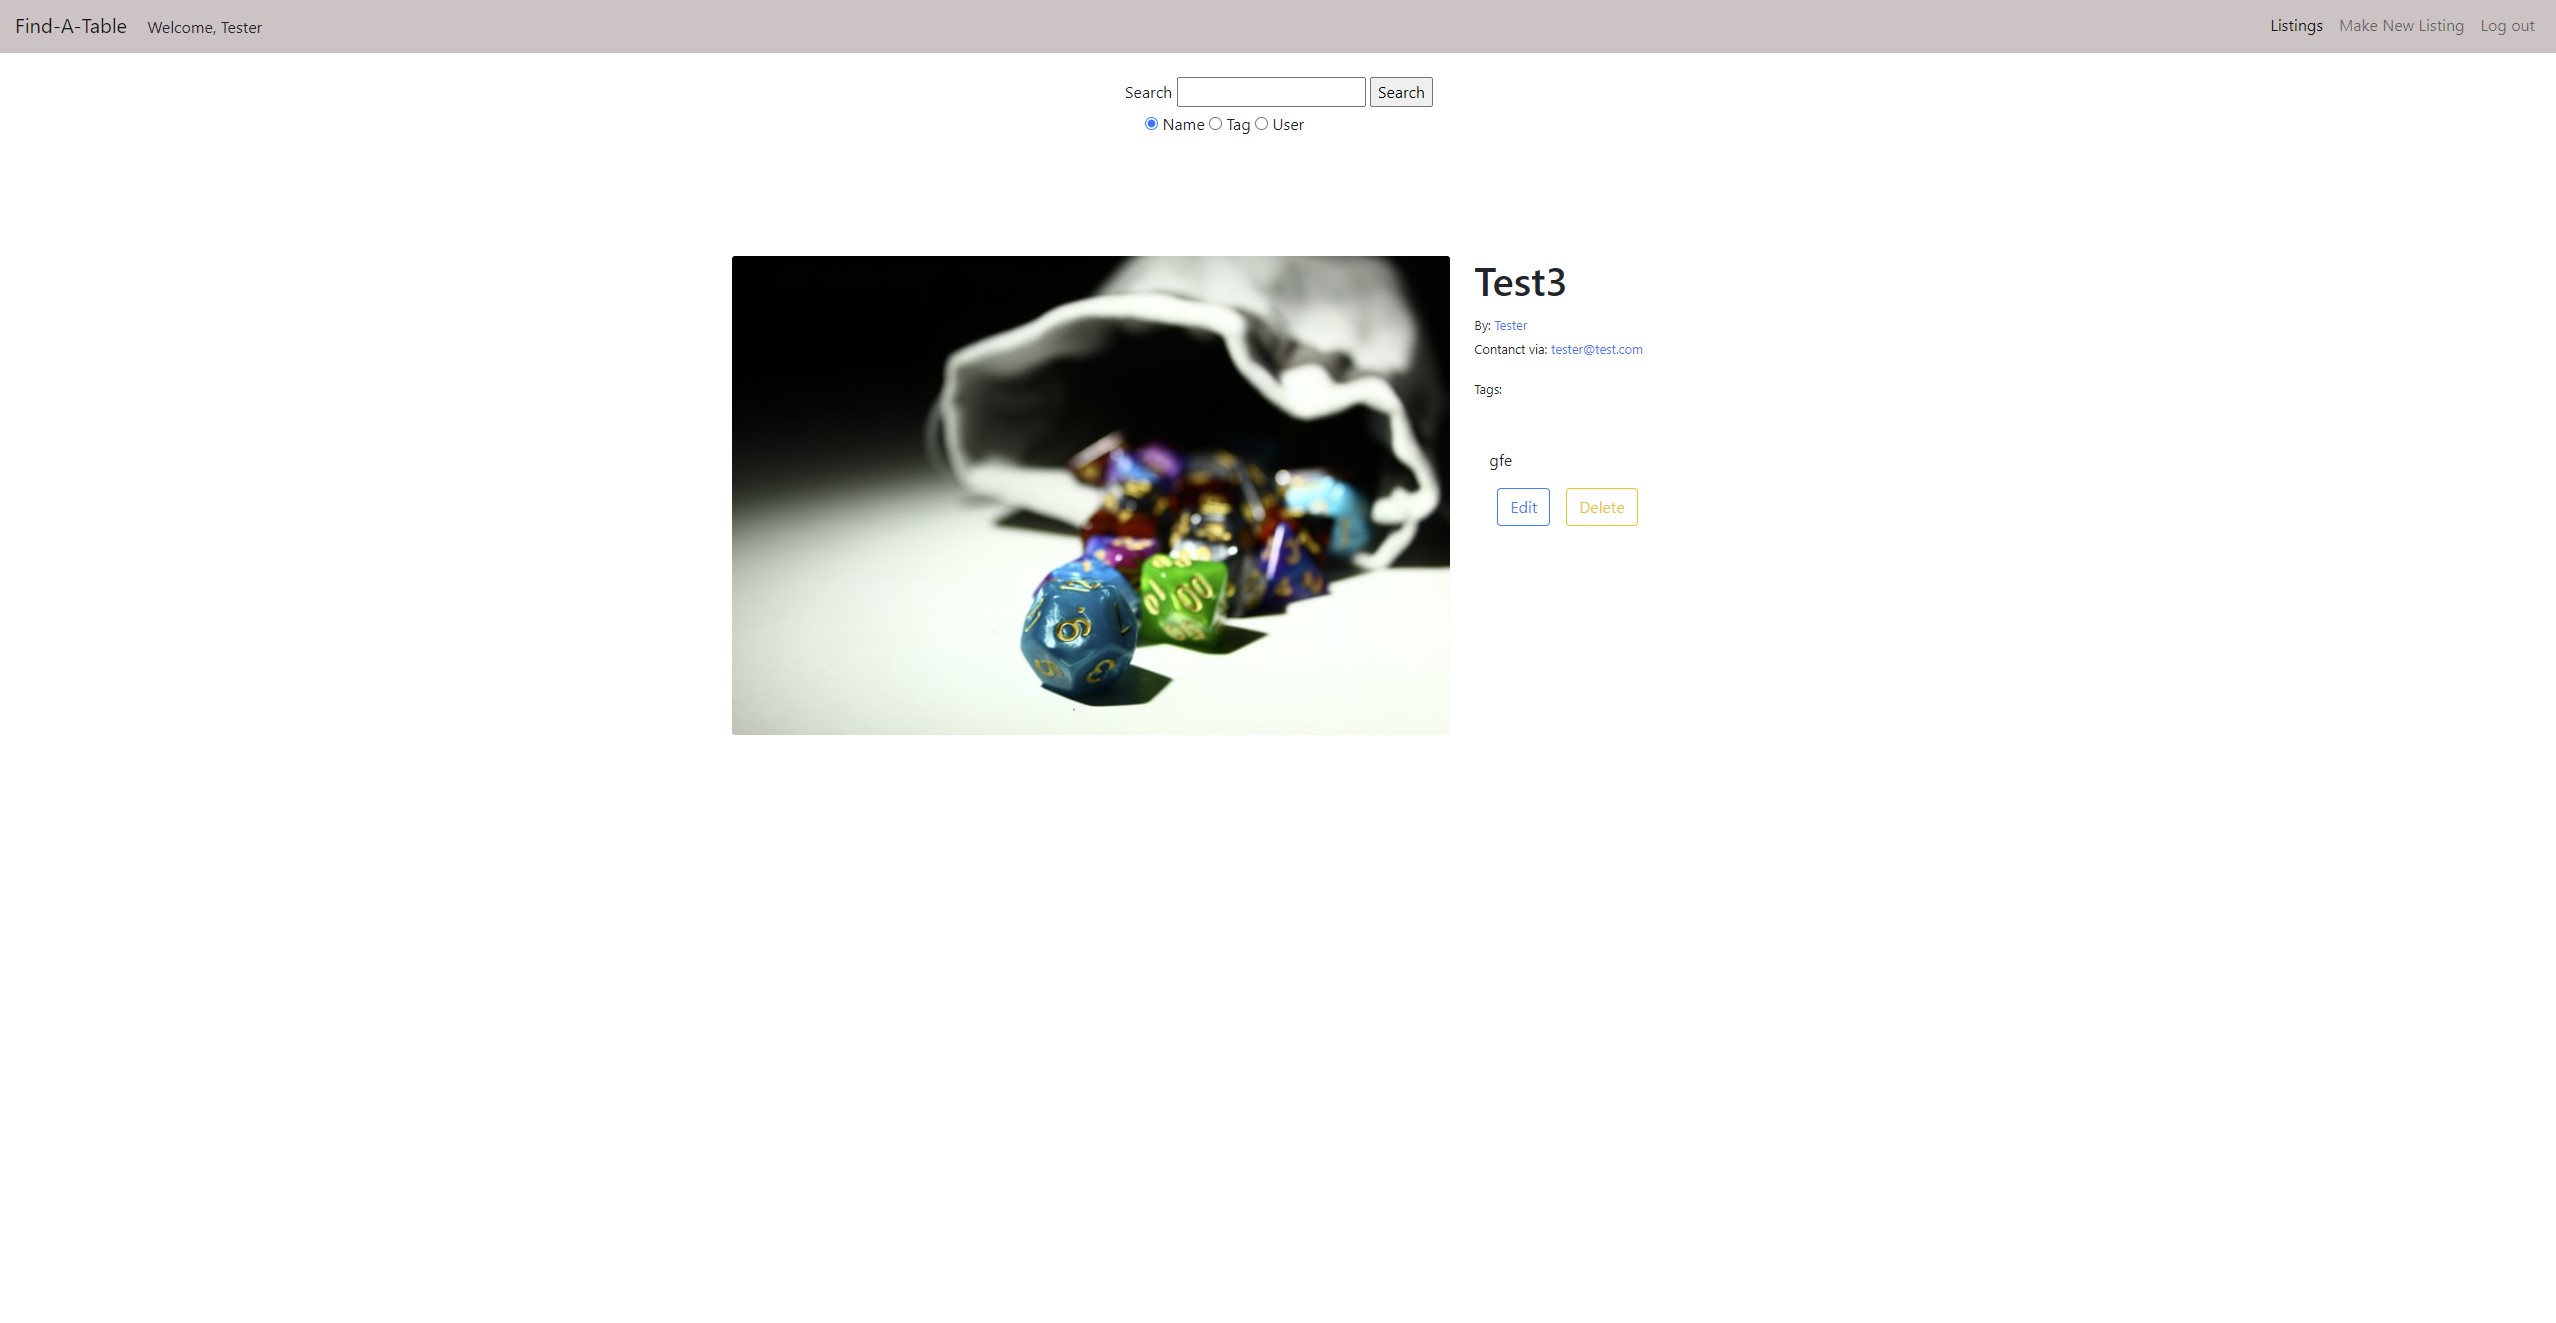 Find-A-Table Welcome, Tester Listings Make New Listing Log out
Search Search
Name Tag User
Test3
By: Tester
Contanct via: tester@test.com
Tags:
gfe
Edit Delete